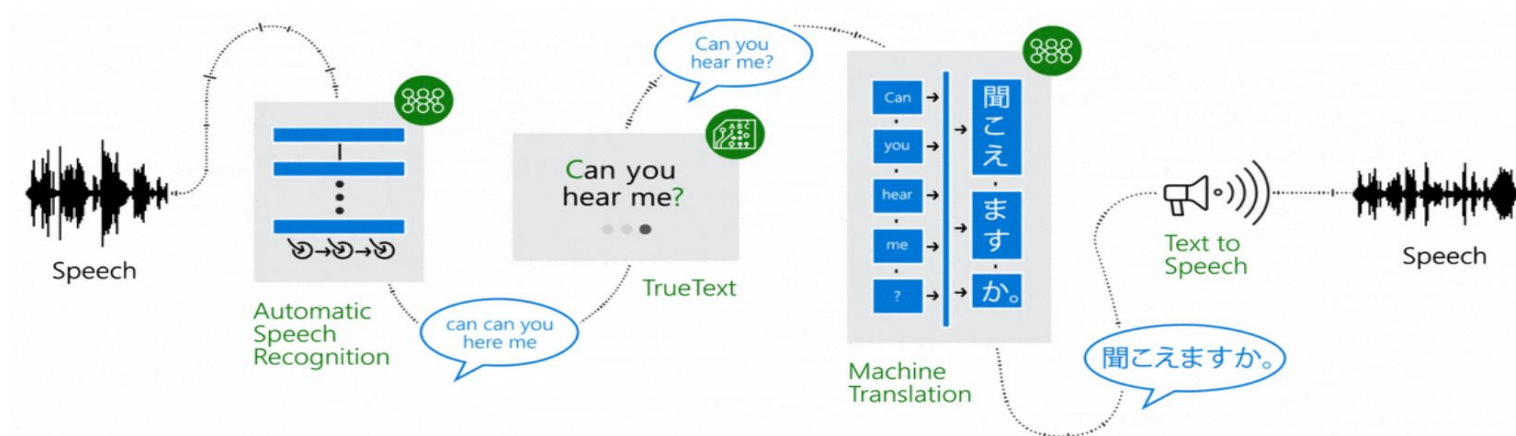 Speech
Automatic
Speech
Recognition
can can you
here me
ABC
Can you
hear me?
TrueText
Can you
hear me?
Can
you
hear
me
?
聞こえ
ます
か。
Machine
Translation
聞こえますか。
Text to
Speech
Speech